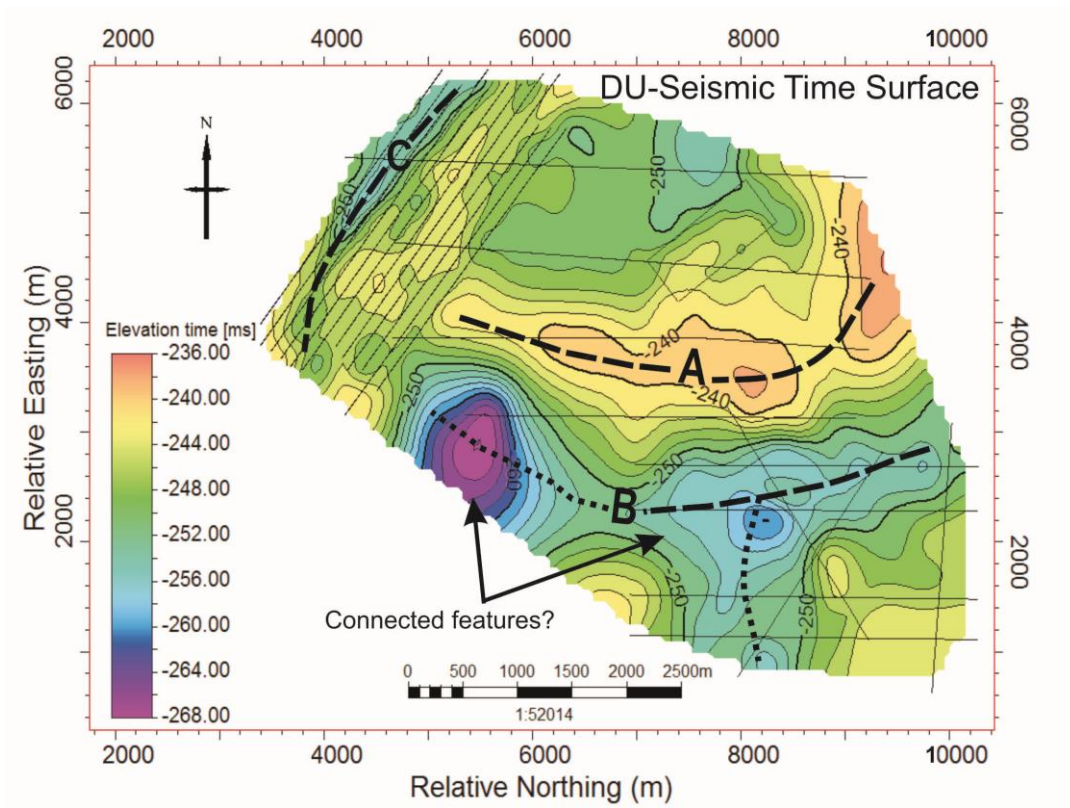 2000 4000 6000 8000 10000
DU-Seismic Time Surface
6000
6000
N
C
-250
-250
-240
4000
4000
Relative Easting (m)
Elevation time [ms]
-236.00
-240.00
-244.00
-248.00
-252.00
-256.00
-260.00
-264.00
-268.00
-240
A
-240
-250
-250
-260
B
2000
2000
-250
-250
Connected features?
0 500 1000 1500 2000 2500m
1:52014
2000 4000 6000 8000 10000
Relative Northing (m)